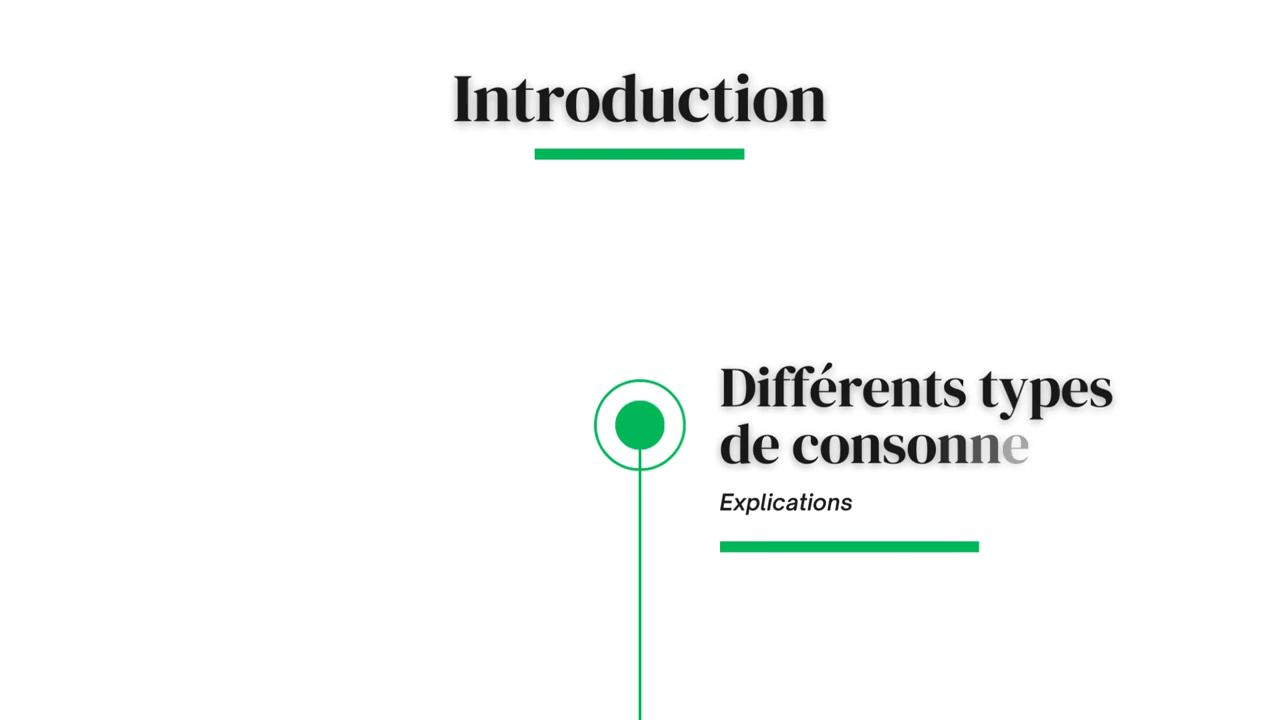 Introduction
Différents types
de consonne
Explications